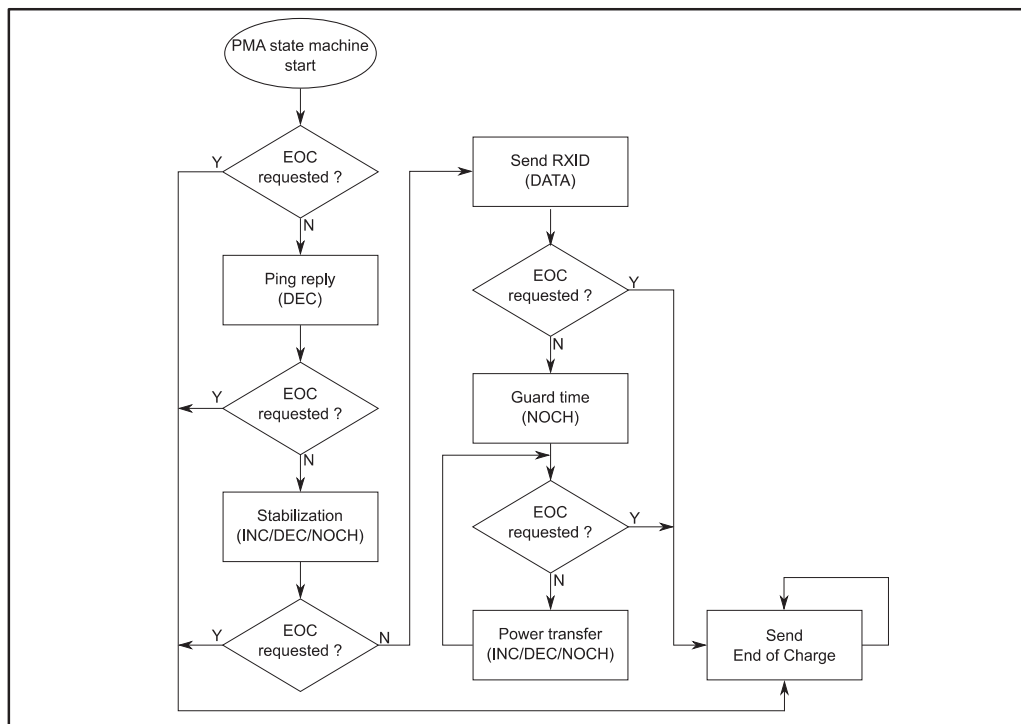 PMA state machine
start
EOC
requested ?
Y
N
Ping reply
(DEC)
EOC
requested ?
Y
N
Stabilization
(INC/DEC/NOCH)
EOC
requested ?
Y
N
Send RXID
(DATA)
EOC
requested ?
Y
N
Guard time
(NOCH)
EOC
requested ?
Y
N
Power transfer
(INC/DEC/NOCH)
Send
End of Charge